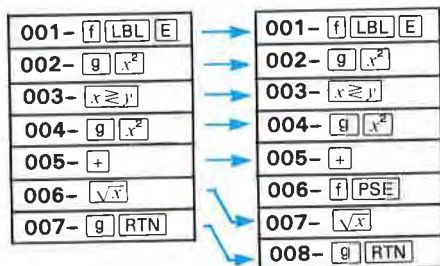 001– f LBL E
002– g x²
003– x≷y
004– g x²
005– +
006– √x
007– g RTN
001– f LBL E
002– g x²
003– x≷y
004– g x²
005– +
006– f PSE
007– √x
008– g RTN